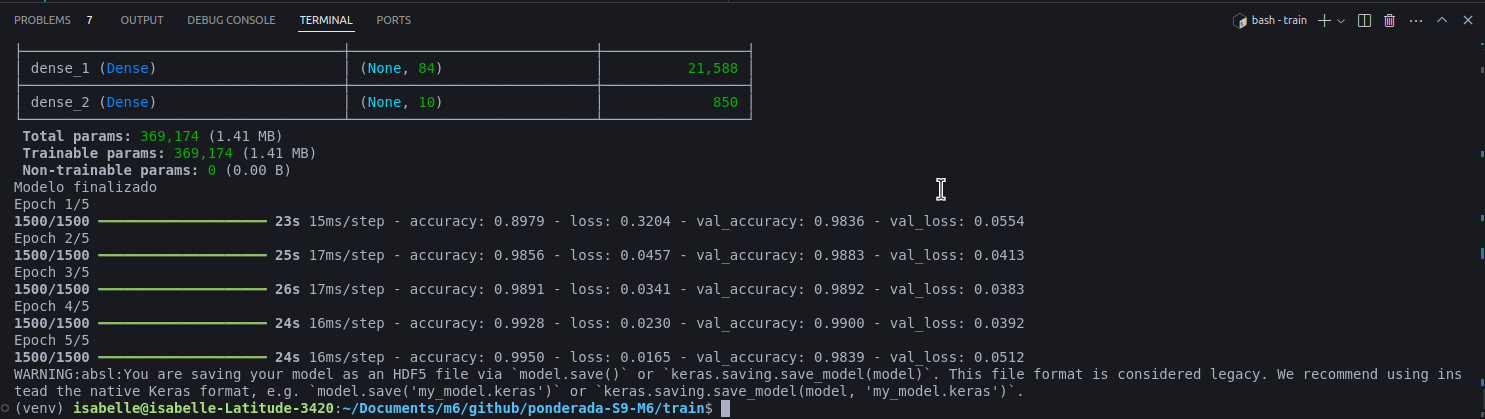 PROBLEMS 7 OUTPUT DEBUG CONSOLE TERMINAL PORTS bash - train
dense_1 (Dense) (None, 84) 21,588
dense_2 (Dense) (None, 10) 850
Total params: 369,174 (1.41 MB)
Trainable params: 369,174 (1.41 MB)
Non-trainable params: 0 (0.00 B)
Modelo finalizado
Epoch 1/5
1500/1500 23s 15ms/step - accuracy: 0.8979 - loss: 0.3204 - val_accuracy: 0.9836 - val_loss: 0.0554
Epoch 2/5
1500/1500 25s 17ms/step - accuracy: 0.9856 - loss: 0.0457 - val_accuracy: 0.9883 - val_loss: 0.0413
Epoch 3/5
1500/1500 26s 17ms/step - accuracy: 0.9891 - loss: 0.0341 - val_accuracy: 0.9892 - val_loss: 0.0383
Epoch 4/5
1500/1500 24s 16ms/step - accuracy: 0.9928 - loss: 0.0230 - val_accuracy: 0.9900 - val_loss: 0.0392
Epoch 5/5
1500/1500 24s 16ms/step - accuracy: 0.9950 - loss: 0.0165 - val_accuracy: 0.9839 - val_loss: 0.0512
WARNING:absl:You are saving your model as an HDF5 file via `model.save()` or `keras.saving.save_model(model)`. This file format is considered legacy. We recommend using ins
tead the native Keras format, e.g. `model.save('my_model.keras')` or `keras.saving.save_model(model, 'my_model.keras')`.
(venv) isabelle@isabelle-Latitude-3420:~/Documents/m6/github/ponderada-S9-M6/train$